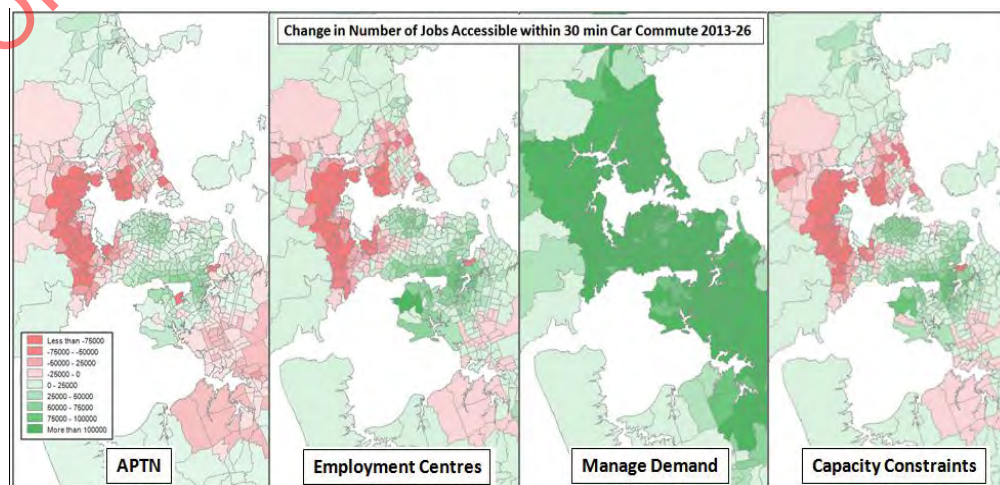 Change in Number of Jobs Accessible within 30 min Car Commute 2013-26
Less than -75000
-75000 - -50000
-50000 - 25000
-25000 - 0
0 - 25000
25000 - 50000
50000 - 75000
75000 - 100000
More than 100000
APTN
Employment Centres
Manage Demand
Capacity Constraints